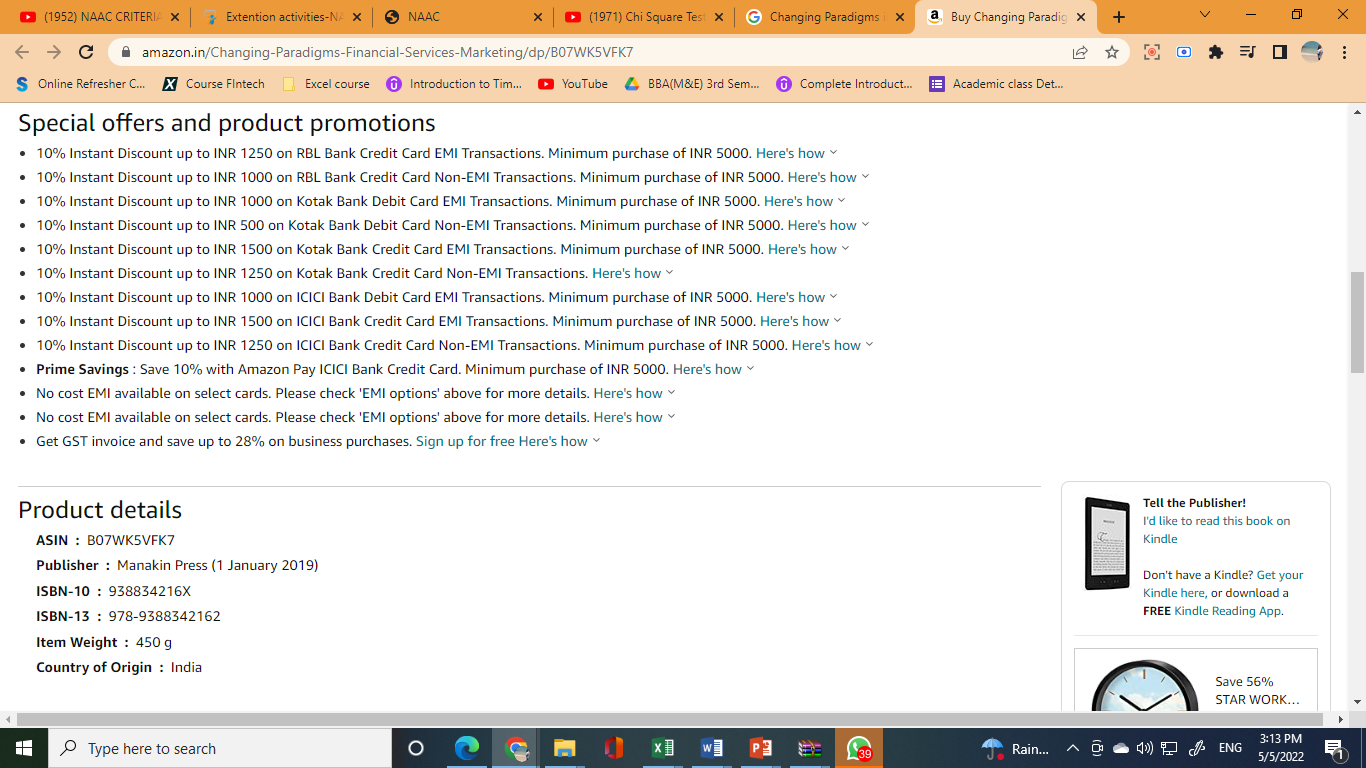 (1952) NAAC CRITERIA
Extention activities-NA
NAAC
(1971) Chi Square Test
Changing Paradigms i
Buy Changing Paradig
amazon.in/Changing-Paradigms-Financial-Services-Marketing/dp/B07WK5VFK7
Online Refresher C...
Course FIntech
Excel course
Introduction to Tim...
YouTube
BBA(M&E) 3rd Sem...
Complete Introduct...
Academic class Det...
Special offers and product promotions
10% Instant Discount up to INR 1250 on RBL Bank Credit Card EMI Transactions. Minimum purchase of INR 5000. Here's how
10% Instant Discount up to INR 1000 on RBL Bank Credit Card Non-EMI Transactions. Minimum purchase of INR 5000. Here's how
10% Instant Discount up to INR 1000 on Kotak Bank Debit Card EMI Transactions. Minimum purchase of INR 5000. Here's how
10% Instant Discount up to INR 500 on Kotak Bank Debit Card Non-EMI Transactions. Minimum purchase of INR 5000. Here's how
10% Instant Discount up to INR 1500 on Kotak Bank Credit Card EMI Transactions. Minimum purchase of INR 5000. Here's how
10% Instant Discount up to INR 1250 on Kotak Bank Credit Card Non-EMI Transactions. Here's how
10% Instant Discount up to INR 1000 on ICICI Bank Debit Card EMI Transactions. Minimum purchase of INR 5000. Here's how
10% Instant Discount up to INR 1500 on ICICI Bank Credit Card EMI Transactions. Minimum purchase of INR 5000. Here's how
10% Instant Discount up to INR 1250 on ICICI Bank Credit Card Non-EMI Transactions. Minimum purchase of INR 5000. Here's how
Prime Savings : Save 10% with Amazon Pay ICICI Bank Credit Card. Minimum purchase of INR 5000. Here's how
No cost EMI available on select cards. Please check 'EMI options' above for more details. Here's how
No cost EMI available on select cards. Please check 'EMI options' above for more details. Here's how
Get GST invoice and save up to 28% on business purchases. Sign up for free Here's how
Product details
ASIN : B07WK5VFK7
Publisher : Manakin Press (1 January 2019)
ISBN-10 : 938834216X
ISBN-13 : 978-9388342162
Item Weight : 450 g
Country of Origin : India
Tell the Publisher!
I'd like to read this book on
Kindle
Don't have a Kindle? Get your
Kindle here, or download a
FREE Kindle Reading App.
Save 56%
STAR WORK...
Type here to search
39
Rain...
ENG
3:13 PM
5/5/2022
1